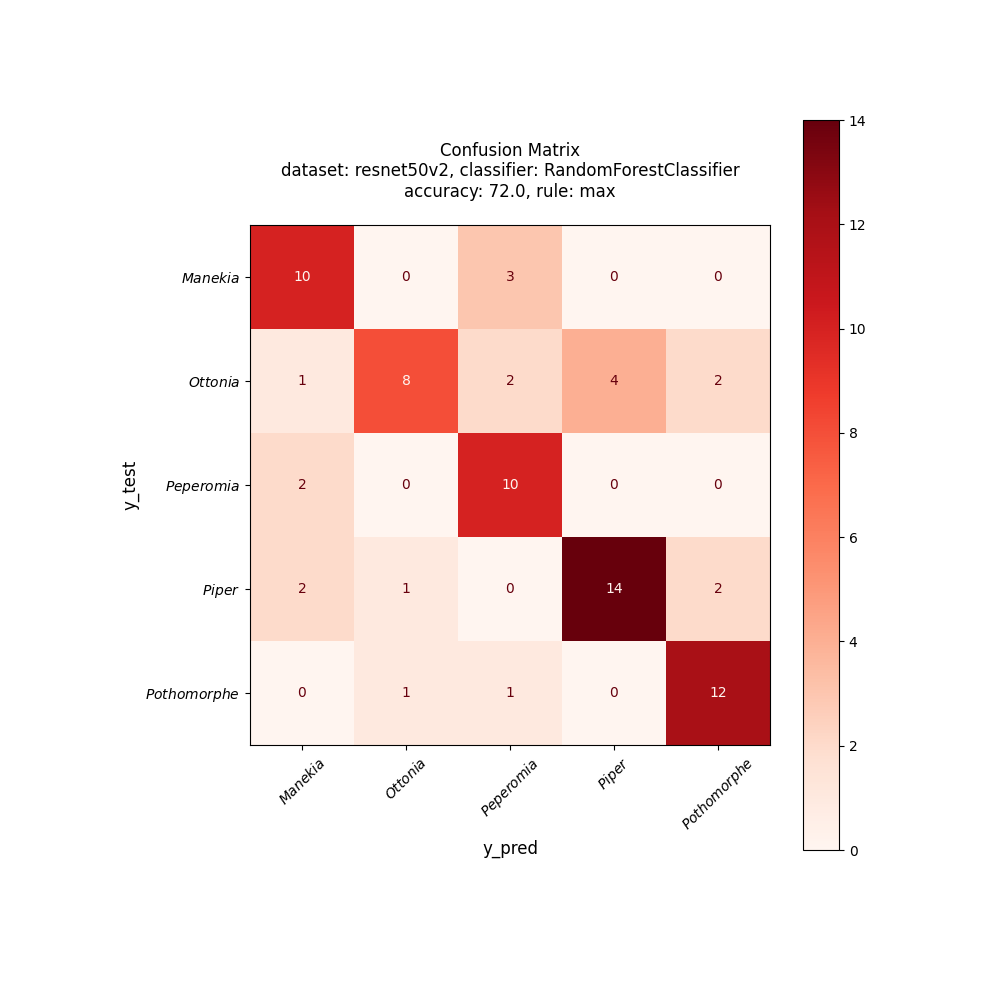 Confusion Matrix
dataset: resnet50v2, classifier: RandomForestClassifier
accuracy: 72.0, rule: max
14
12
10
8
6
4
2
0
y_test
Manekia 10 0 3 0 0
Ottonia 1 8 2 4 2
Peperomia 2 0 10 0 0
Piper 2 1 0 14 2
Pothomorphe 0 1 1 0 12
Manekia Ottonia Peperomia Piper Pothomorphe
y_pred